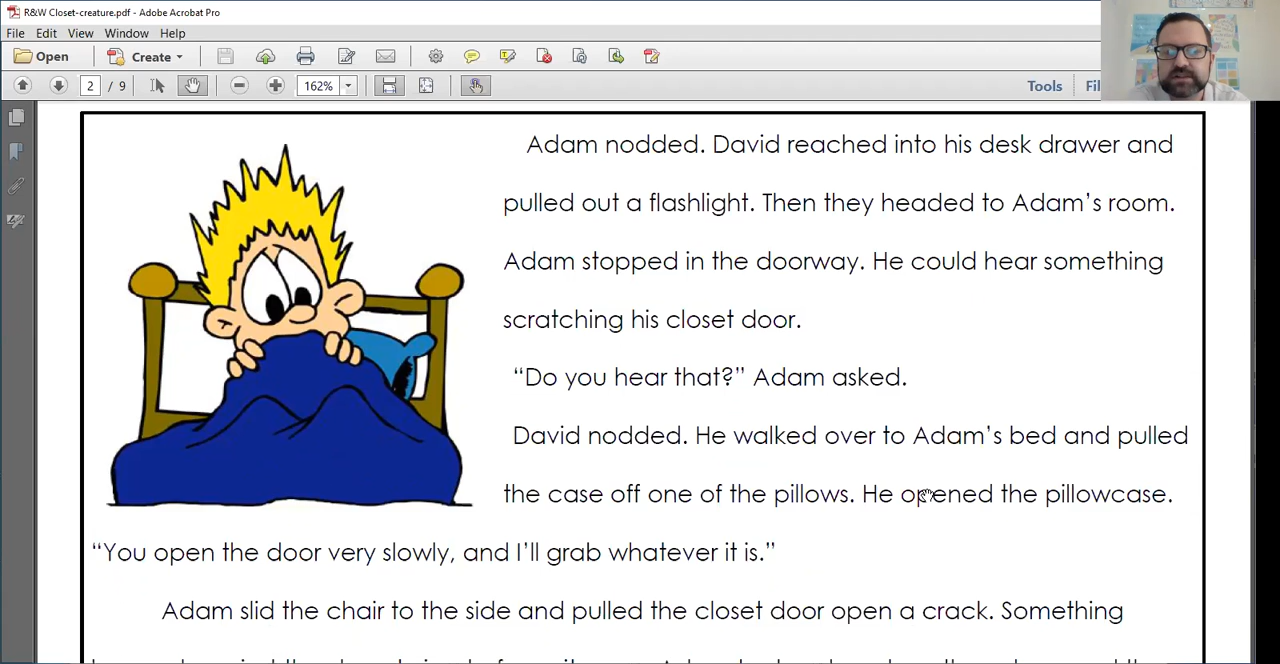 R&W Closet-creature.pdf - Adobe Acrobat Pro
File Edit View Window Help
Open Create
2 / 9 162% Tools
Adam nodded. David reached into his desk drawer and
pulled out a flashlight. Then they headed to Adam’s room.
Adam stopped in the doorway. He could hear something
scratching his closet door.
“Do you hear that?” Adam asked.
David nodded. He walked over to Adam’s bed and pulled
the case off one of the pillows. He opened the pillowcase.
“You open the door very slowly, and I’ll grab whatever it is.”
Adam slid the chair to the side and pulled the closet door open a crack. Something